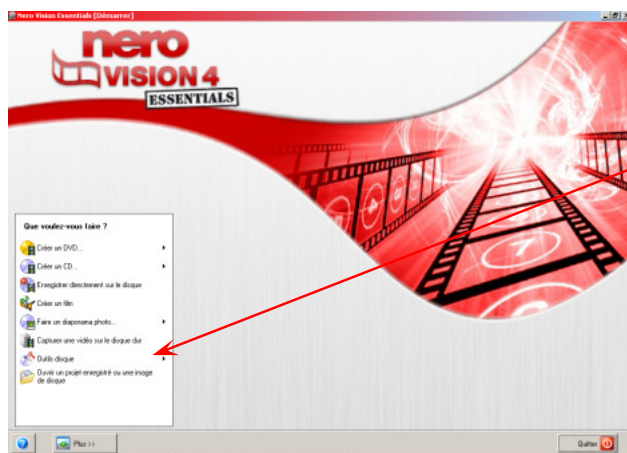 Nero Vision Essentials [Démarrer]
nero
VISION 4
ESSENTIALS
Que voulez-vous faire ?
Créer un DVD...
Créer un CD...
Enregistrer directement sur le disque
Créer un film
Faire un diaporama photo...
Capturer une vidéo sur le disque dur
Outils disque
Ouvrir un projet enregistré ou une image
de disque
7
Plus >>
Quitter